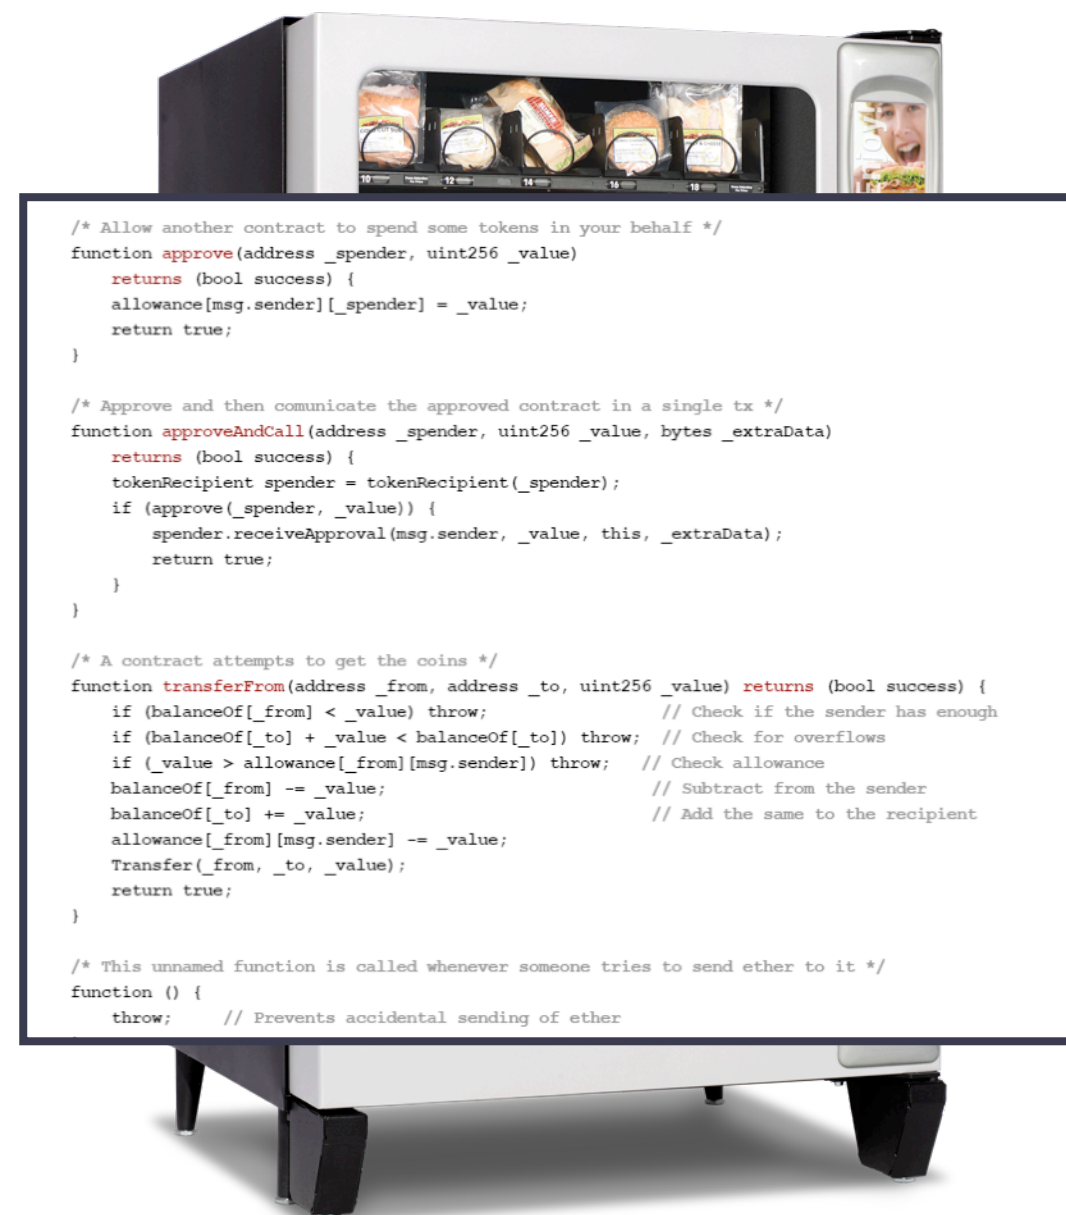 10 12 14 16 18
/* Allow another contract to spend some tokens in your behalf */
function approve(address _spender, uint256 _value)
    returns (bool success) {
    allowance[msg.sender][_spender] = _value;
    return true;
}
/* Approve and then comunicate the approved contract in a single tx */
function approveAndCall(address _spender, uint256 _value, bytes _extraData)
    returns (bool success) {
    tokenRecipient spender = tokenRecipient(_spender);
    if (approve(_spender, _value)) {
        spender.receiveApproval(msg.sender, _value, this, _extraData);
        return true;
    }
}
/* A contract attempts to get the coins */
function transferFrom(address _from, address _to, uint256 _value) returns (bool success) {
    if (balanceOf[_from] < _value) throw;                 // Check if the sender has enough
    if (balanceOf[_to] + _value < balanceOf[_to]) throw;  // Check for overflows
    if (_value > allowance[_from][msg.sender]) throw;   // Check allowance
    balanceOf[_from] -= _value;                          // Subtract from the sender
    balanceOf[_to] += _value;                            // Add the same to the recipient
    allowance[_from][msg.sender] -= _value;
    Transfer(_from, _to, _value);
    return true;
}
/* This unnamed function is called whenever someone tries to send ether to it */
function () {
    throw;     // Prevents accidental sending of ether